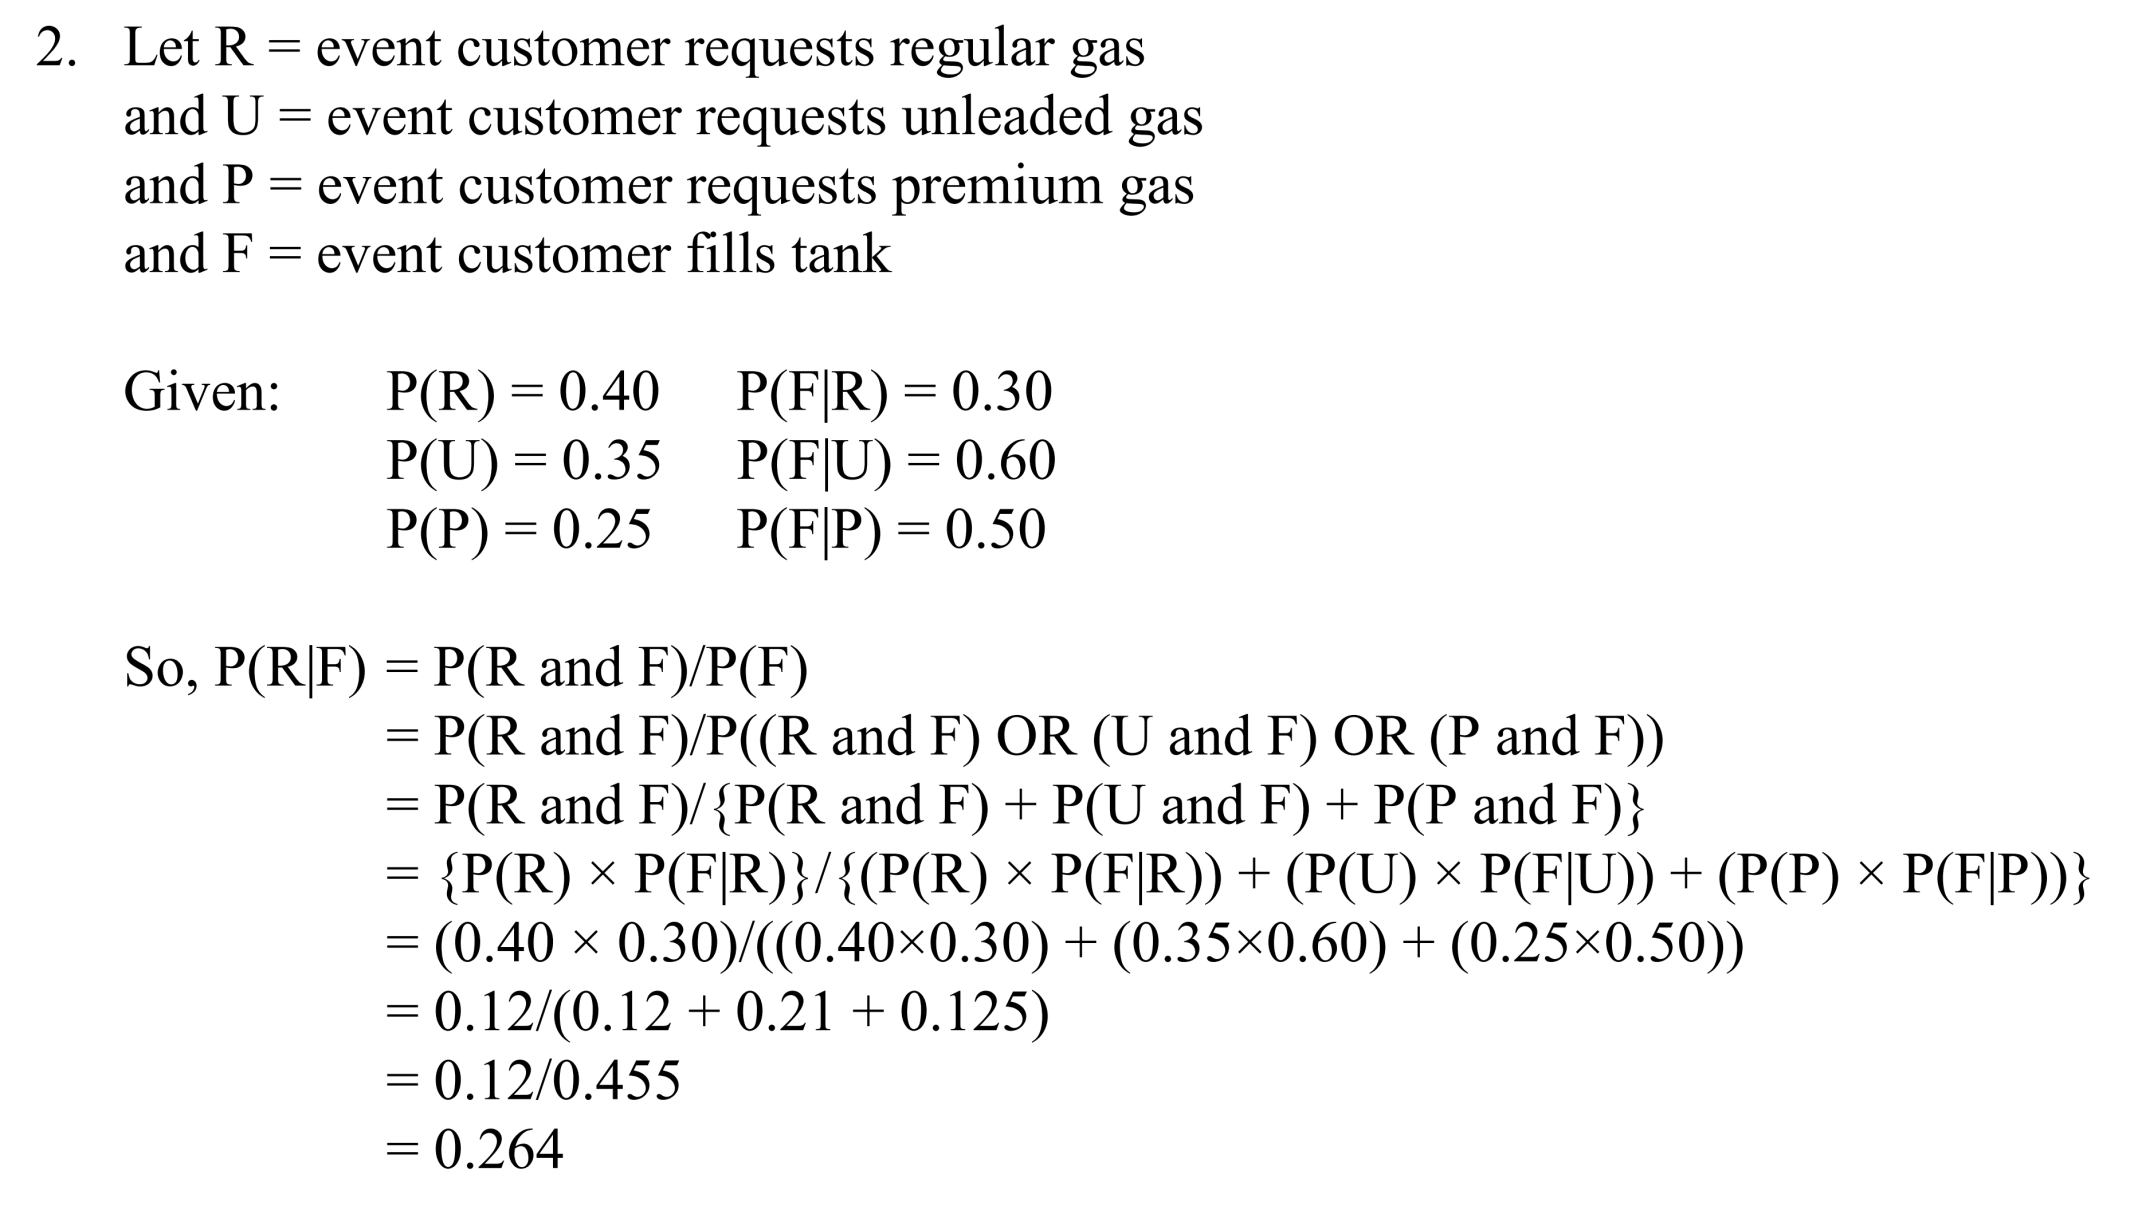 2. Let R = event customer requests regular gas
and U = event customer requests unleaded gas
and P = event customer requests premium gas
and F = event customer fills tank
Given: P(R) = 0.40 P(F|R) = 0.30
P(U) = 0.35 P(F|U) = 0.60
P(P) = 0.25 P(F|P) = 0.50
So, P(R|F) = P(R and F)/P(F)
= P(R and F)/P((R and F) OR (U and F) OR (P and F))
= P(R and F)/{P(R and F) + P(U and F) + P(P and F)}
= {P(R) × P(F|R)}/{(P(R) × P(F|R)) + (P(U) × P(F|U)) + (P(P) × P(F|P))}
= (0.40 × 0.30)/((0.40×0.30) + (0.35×0.60) + (0.25×0.50))
= 0.12/(0.12 + 0.21 + 0.125)
= 0.12/0.455
= 0.264